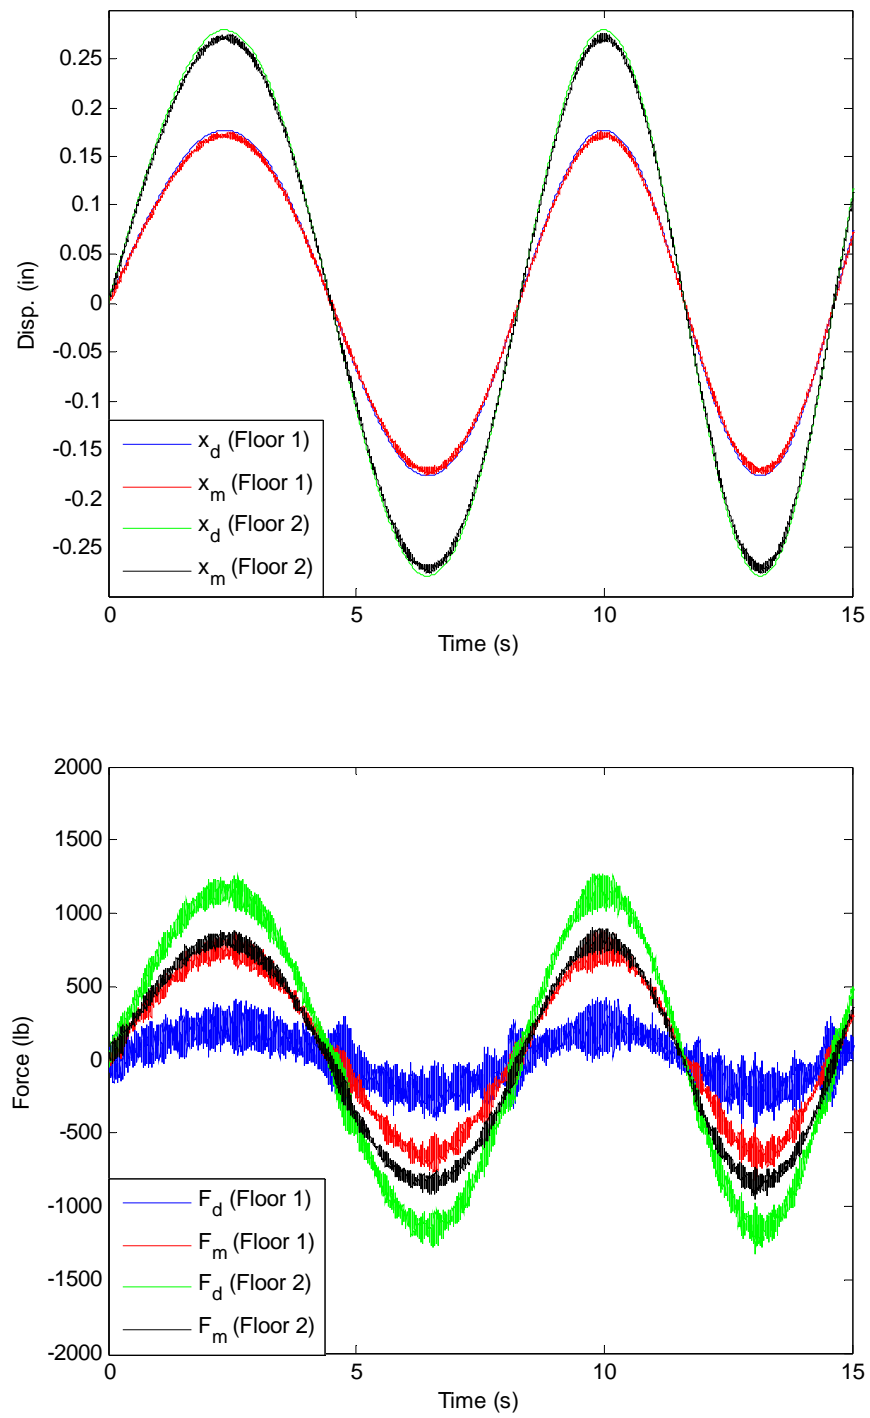 0.25
0.2
0.15
0.1
0.05
0
-0.05
-0.1
-0.15
-0.2
-0.25
Disp. (in)
x_d (Floor 1)
x_m (Floor 1)
x_d (Floor 2)
x_m (Floor 2)
0 5 10 15
Time (s)
2000
1500
1000
500
0
-500
-1000
-1500
-2000
Force (lb)
F_d (Floor 1)
F_m (Floor 1)
F_d (Floor 2)
F_m (Floor 2)
0 5 10 15
Time (s)